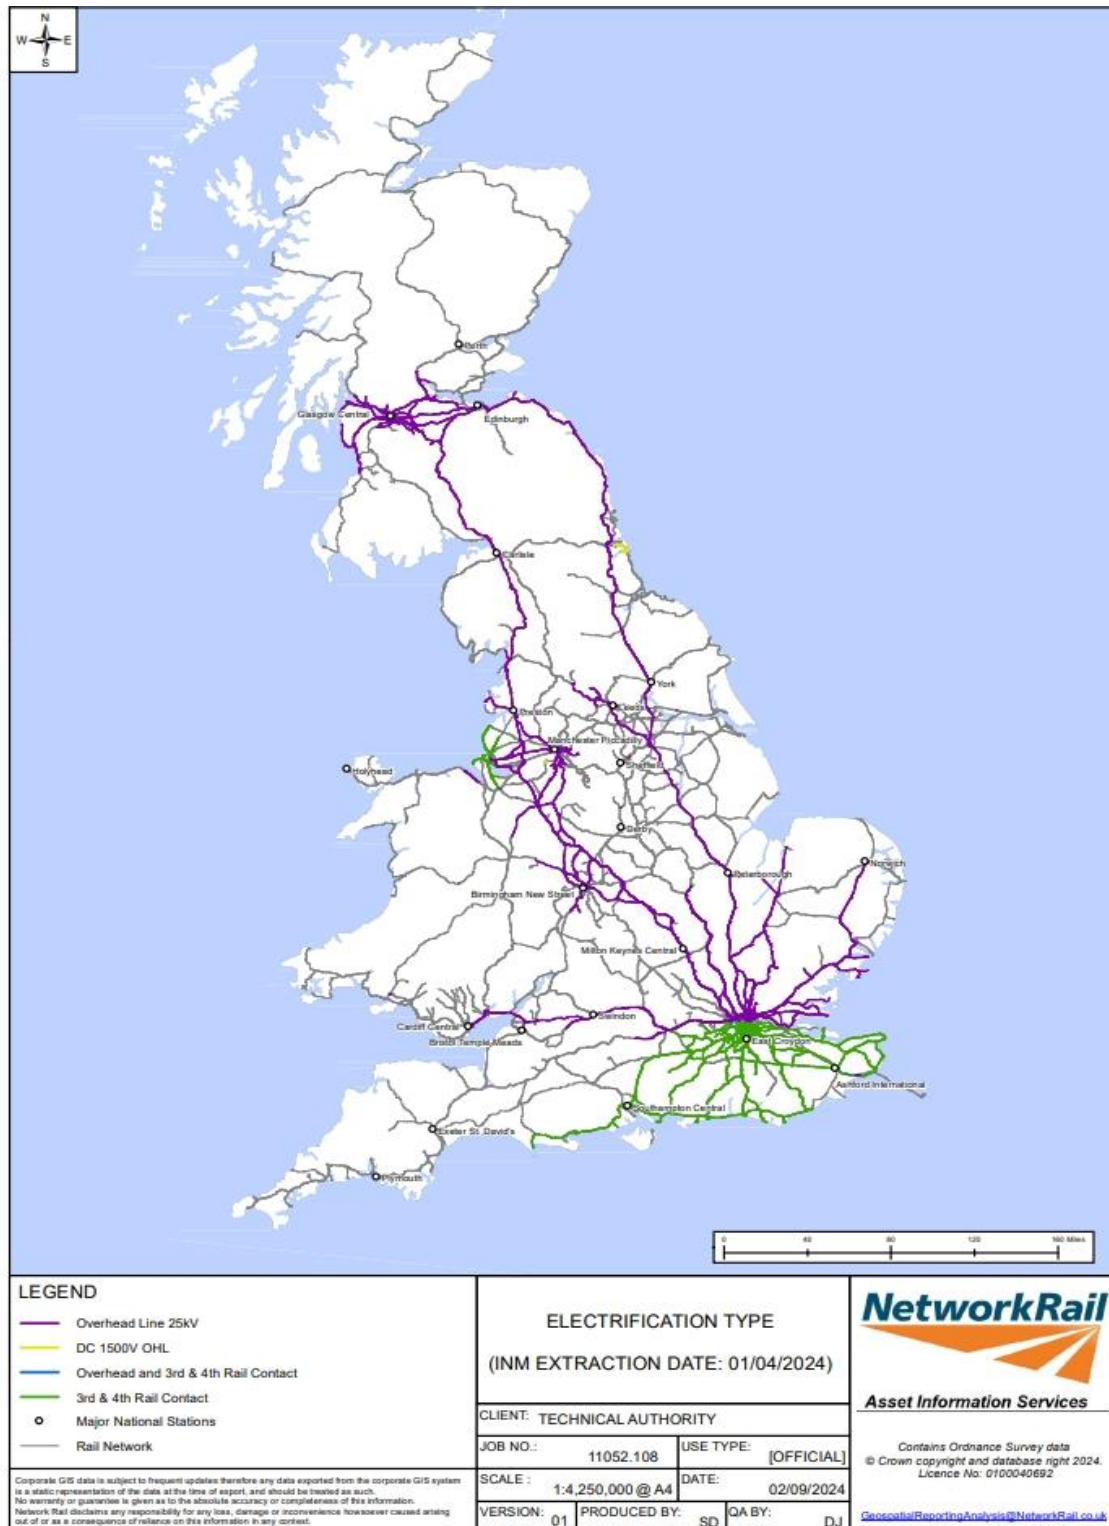 N
W E
S
Perth
Glasgow Central
Edinburgh
Carlisle
York
Leeds
Preston
Manchester Piccadilly
Holyhead
Sheffield
Derby
Peterborough
Norwich
Birmingham New Street
Milton Keynes Central
Swindon
Cardiff Central
Bristol Temple Meads
East Croydon
Ashford International
Southampton Central
Exeter St. David's
Plymouth
0 40 80 120 160 Miles
LEGEND
Overhead Line 25kV
DC 1500V OHL
Overhead and 3rd & 4th Rail Contact
3rd & 4th Rail Contact
Major National Stations
Rail Network
Corporate GIS data is subject to frequent updates therefore any data exported from the corporate GIS system
is a static representation of the data at the time of export, and should be treated as such.
No warranty or guarantee is given as to the absolute accuracy or completeness of this information.
Network Rail disclaims any responsibility for any loss, damage or inconvenience howsoever caused arising
out of or as a consequence of reliance on this information in any context.
ELECTRIFICATION TYPE
(INM EXTRACTION DATE: 01/04/2024)
CLIENT: TECHNICAL AUTHORITY
JOB NO.: 11052.108
USE TYPE: [OFFICIAL]
SCALE : 1:4,250,000 @ A4
DATE: 02/09/2024
VERSION: 01
PRODUCED BY: SD
QA BY: DJ
NetworkRail
Asset Information Services
Contains Ordnance Survey data
© Crown copyright and database right 2024.
Licence No: 0100040692
GeospatialReportingAnalysis@NetworkRail.co.uk